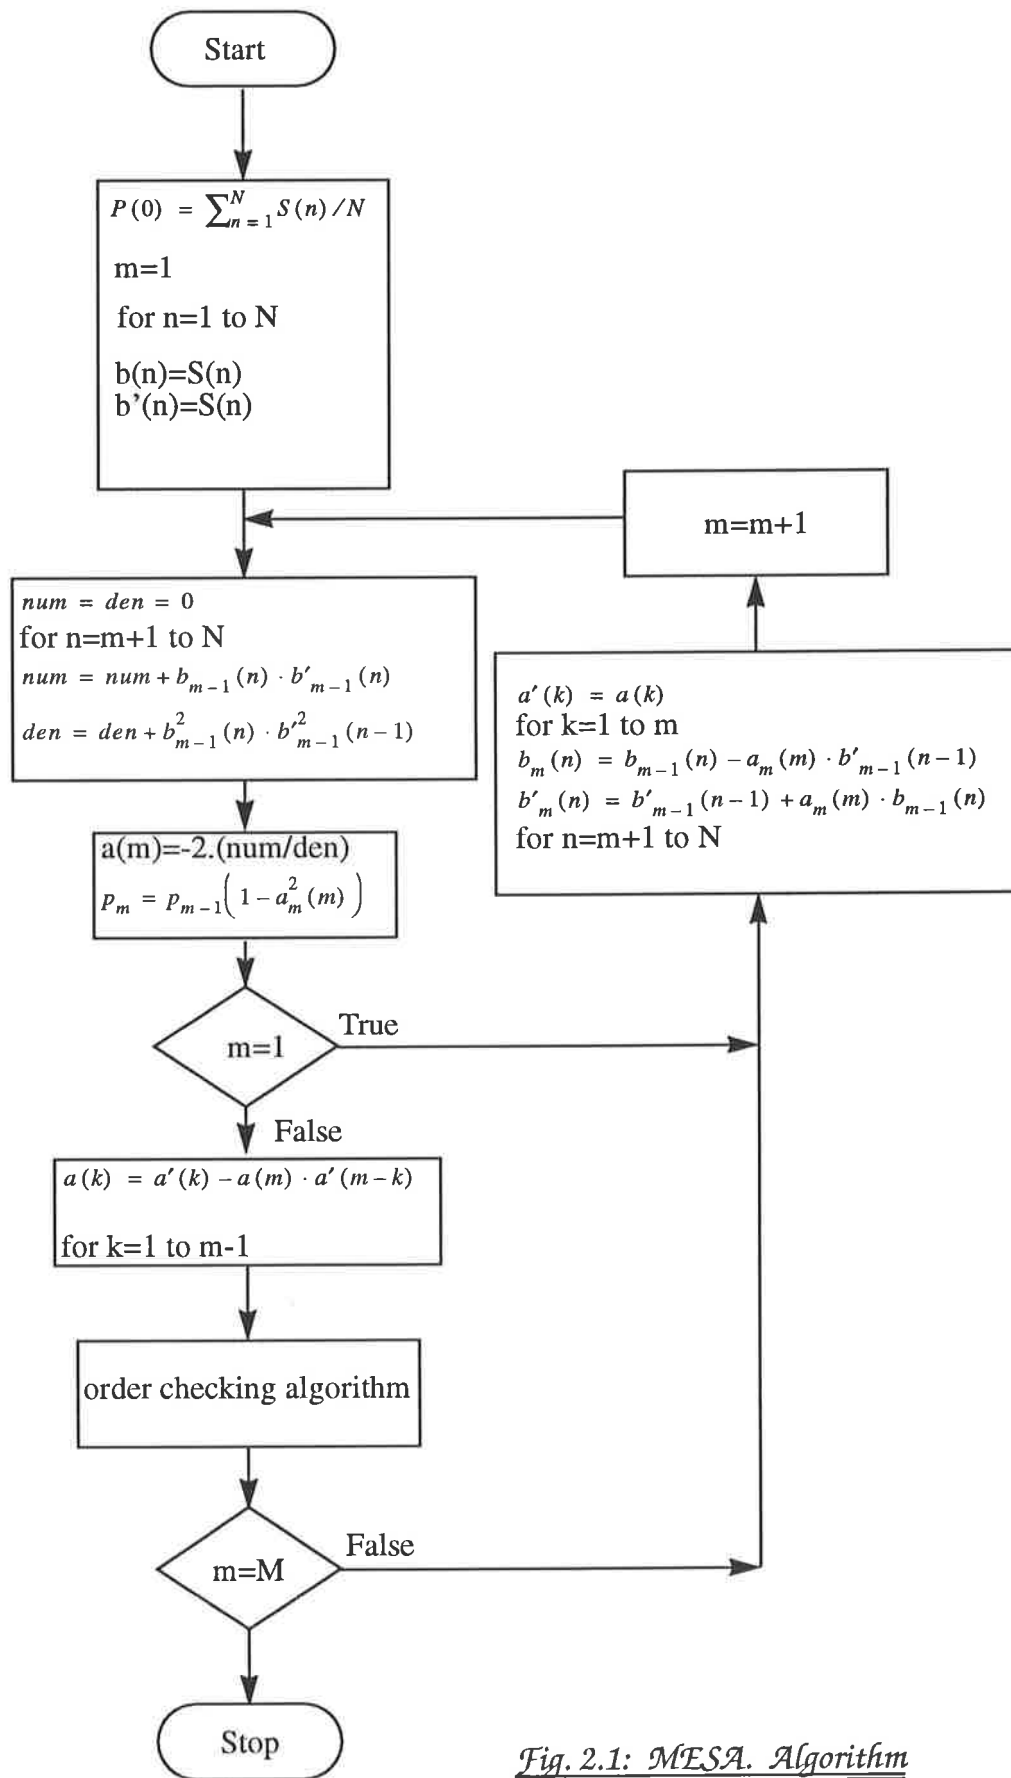 Start
P(0) = ∑_{n=1}^{N} S(n)/N
m=1
for n=1 to N
b(n)=S(n)
b'(n)=S(n)
m=m+1
num = den = 0
for n=m+1 to N
num = num + b_{m-1}(n) · b'_{m-1}(n)
den = den + b^2_{m-1}(n) · b'^2_{m-1}(n-1)
a'(k) = a(k)
for k=1 to m
b_m(n) = b_{m-1}(n) - a_m(m) · b'_{m-1}(n-1)
b'_m(n) = b'_{m-1}(n-1) + a_m(m) · b_{m-1}(n)
for n=m+1 to N
a(m)=-2.(num/den)
p_m = p_{m-1}(1 - a^2_m(m))
m=1
True
False
a(k) = a'(k) - a(m) · a'(m-k)
for k=1 to m-1
order checking algorithm
m=M
False
Stop
Fig. 2.1: MESA. Algorithm